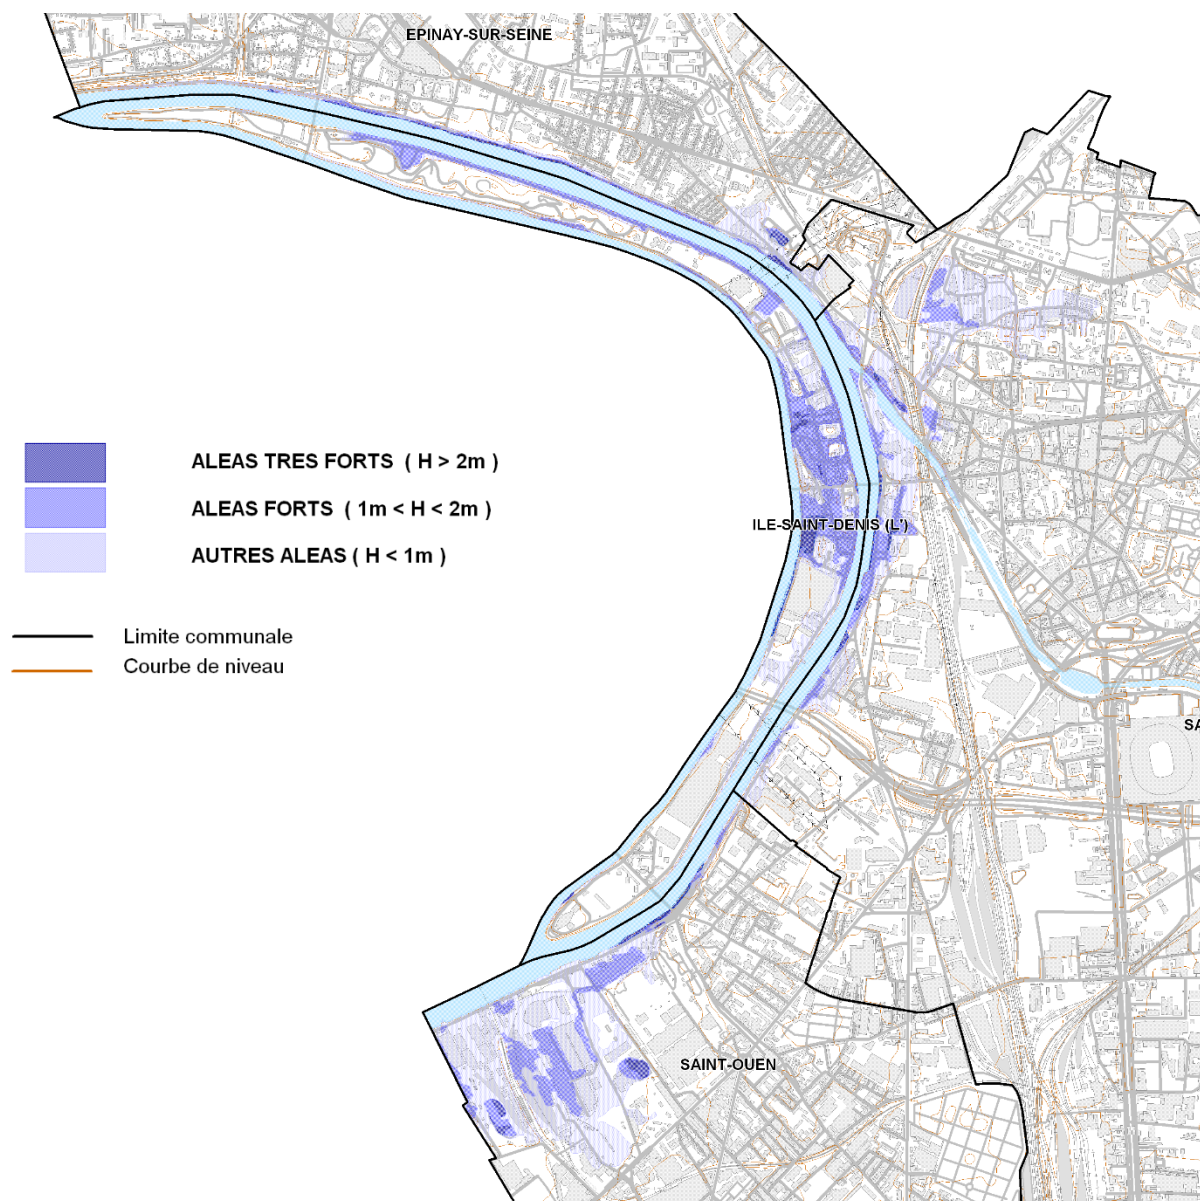 EPINAY-SUR-SEINE
ALEAS TRES FORTS ( H > 2m )
ALEAS FORTS ( 1m < H < 2m )
AUTRES ALEAS ( H < 1m )
ILE-SAINT-DENIS (L')
Limite communale
Courbe de niveau
SA
SAINT-OUEN